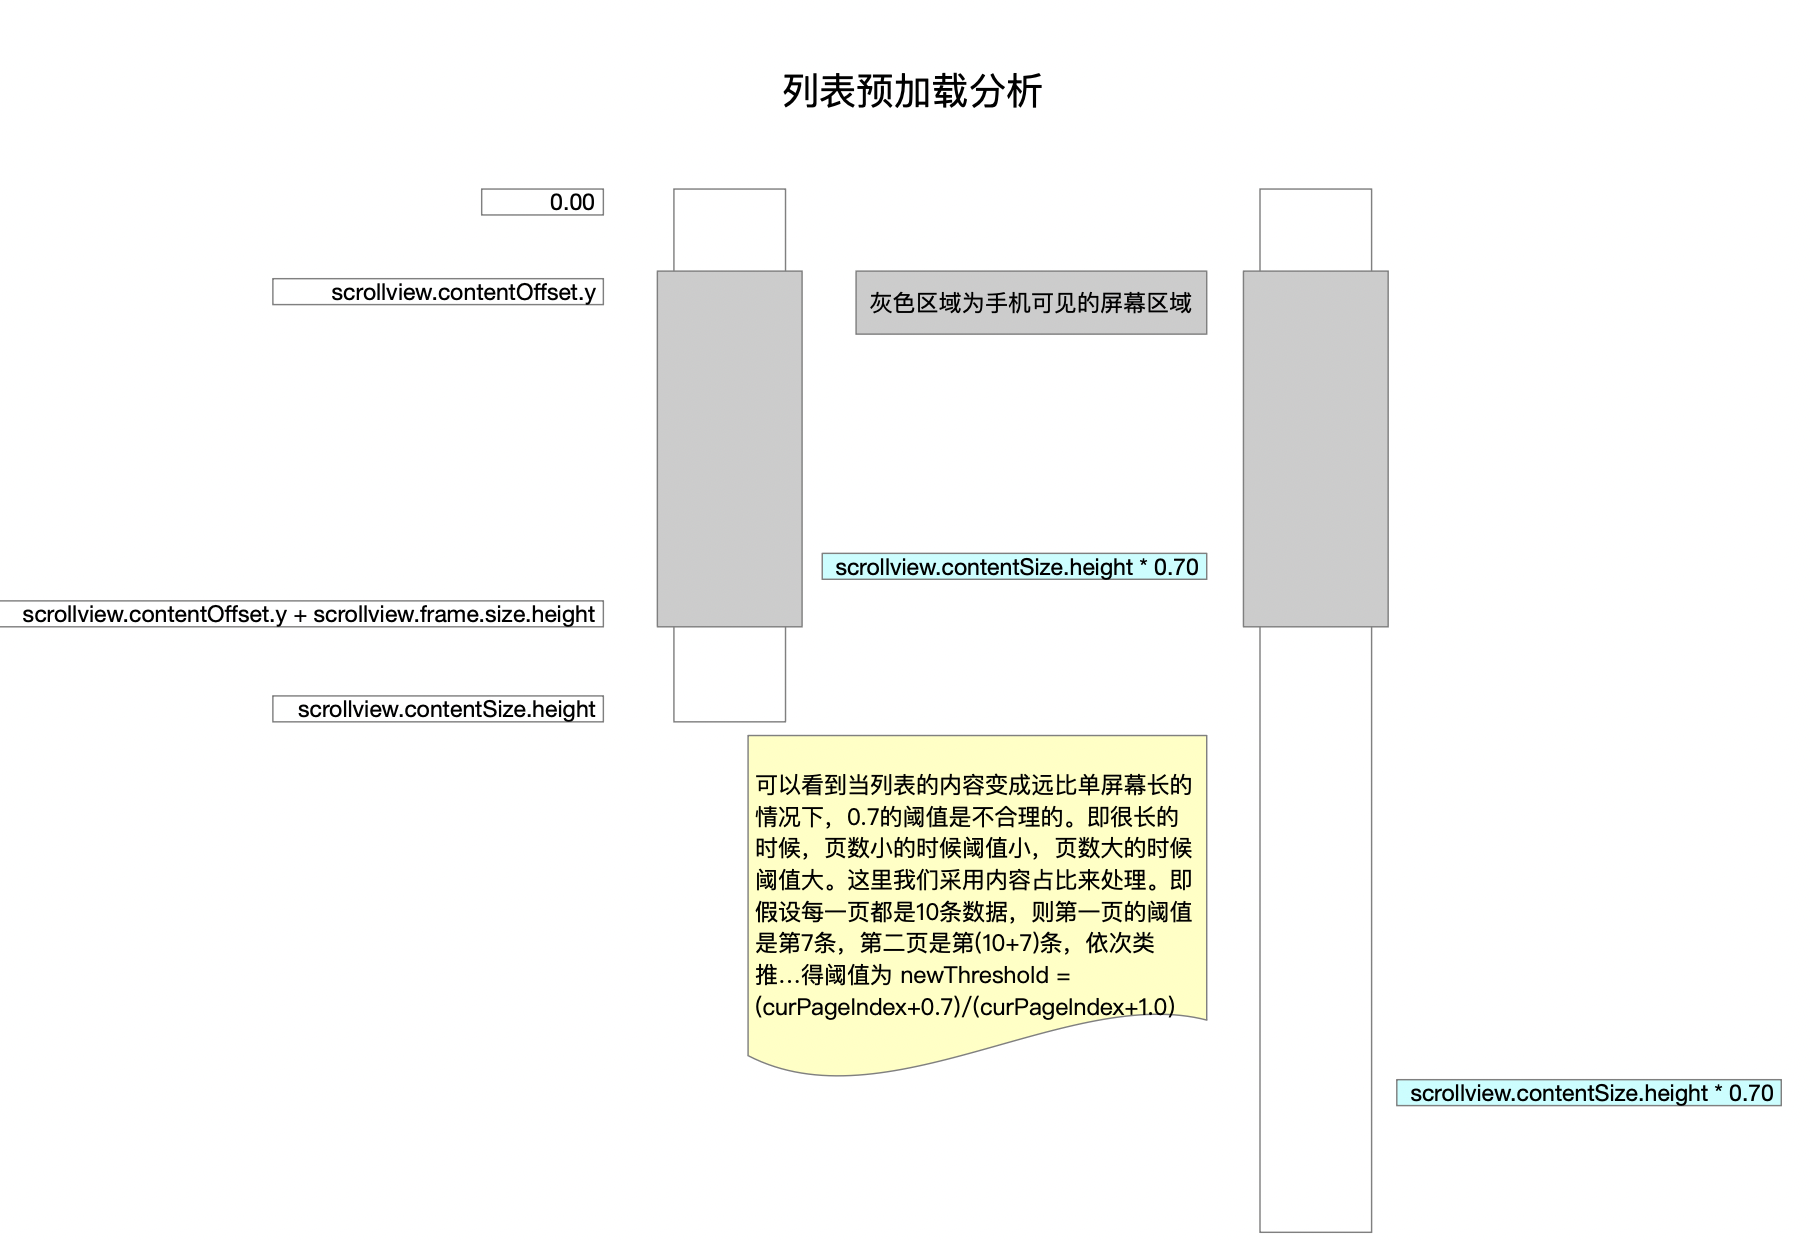 列表预加载分析
0.00
scrollview.contentOffset.y
灰色区域为手机可见的屏幕区域
scrollview.contentSize.height * 0.70
scrollview.contentOffset.y + scrollview.frame.size.height
scrollview.contentSize.height
可以看到当列表的内容变成远比单屏幕长的
情况下，0.7的阈值是不合理的。即很长的
时候，页数小的时候阈值小，页数大的时候
阈值大。这里我们采用内容占比来处理。即
假设每一页都是10条数据，则第一页的阈值
是第7条，第二页是第(10+7)条，依次类
推...得阈值为 newThreshold =
(curPageIndex+0.7)/(curPageIndex+1.0)
scrollview.contentSize.height * 0.70